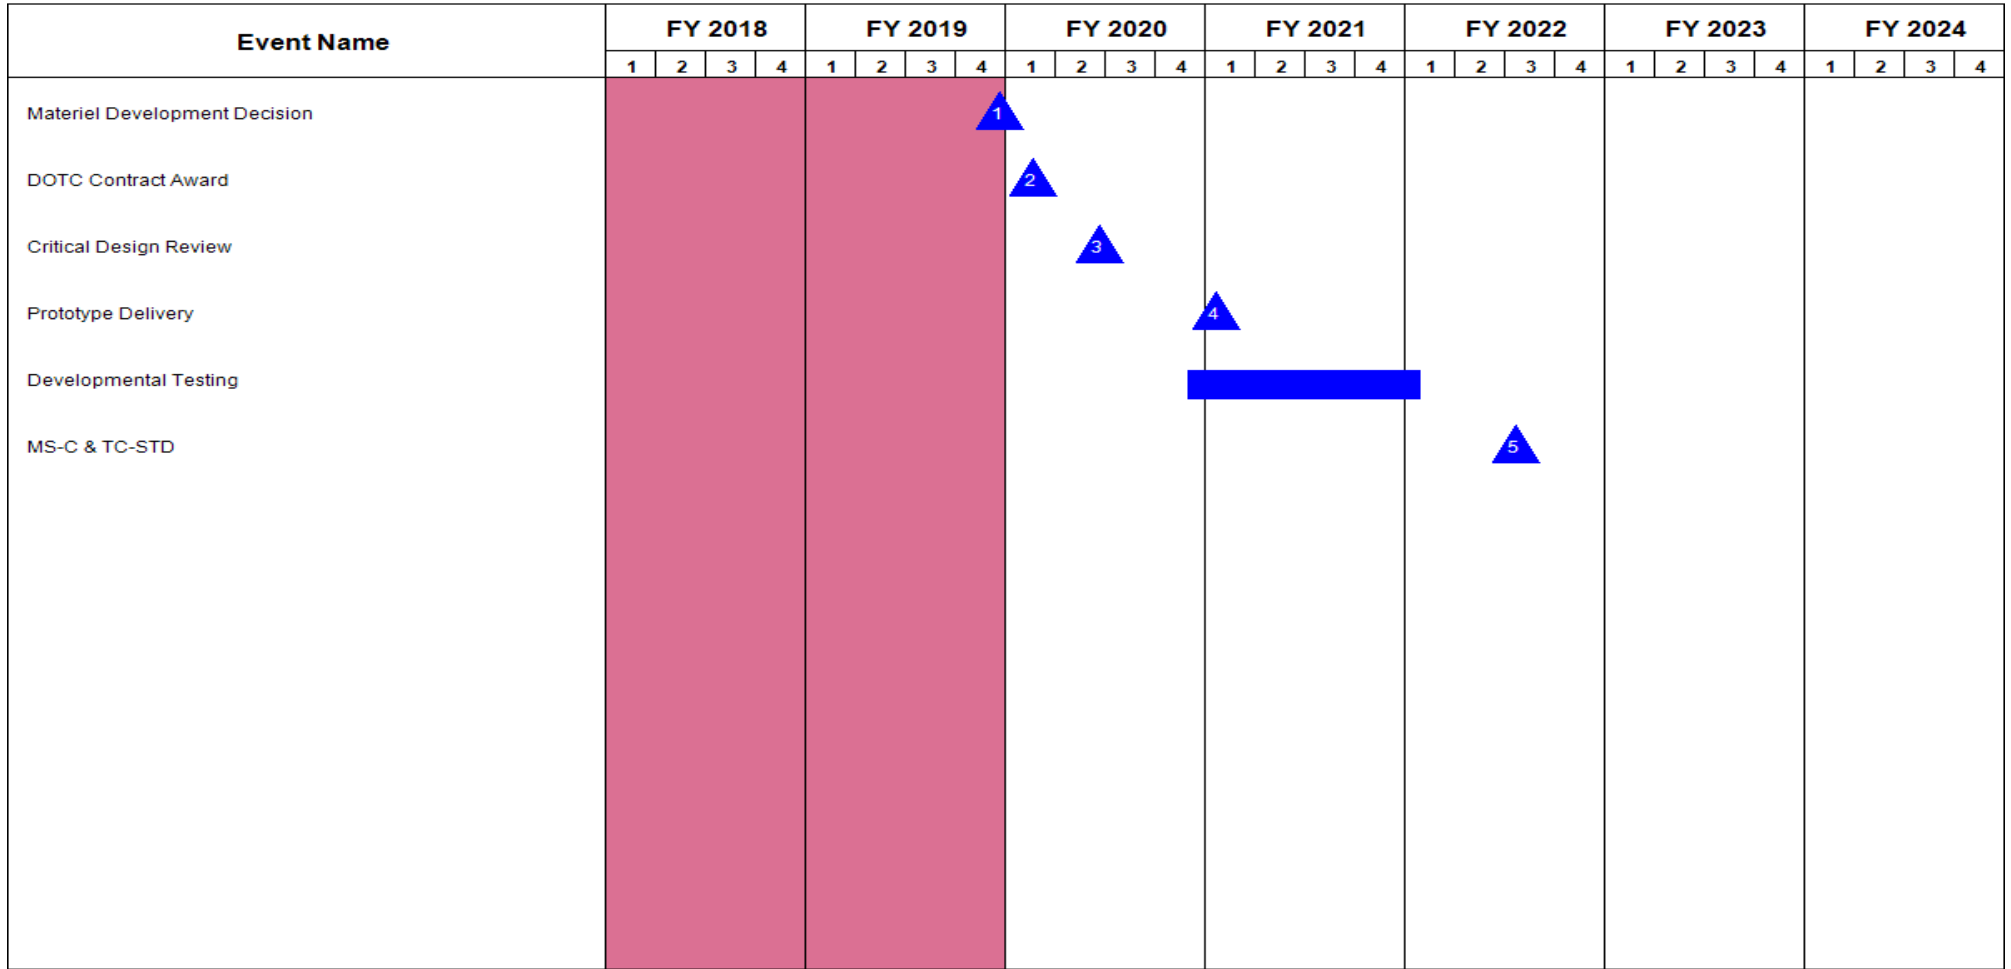 Event Name
FY 2018 FY 2019 FY 2020 FY 2021 FY 2022 FY 2023 FY 2024
1 2 3 4 1 2 3 4 1 2 3 4 1 2 3 4 1 2 3 4 1 2 3 4 1 2 3 4
Materiel Development Decision 1
DOTC Contract Award 2
Critical Design Review 3
Prototype Delivery 4
Developmental Testing
MS-C & TC-STD 5